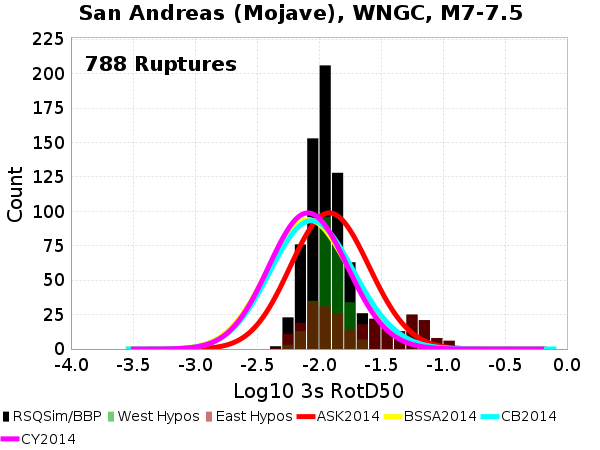 San Andreas (Mojave), WNGC, M7-7.5
788 Ruptures
Count
225
200
175
150
125
100
75
50
25
0
-4.0 -3.5 -3.0 -2.5 -2.0 -1.5 -1.0 -0.5 0.0
Log10 3s RotD50
RSQSim/BBP West Hypos East Hypos ASK2014 BSSA2014 CB2014
CY2014